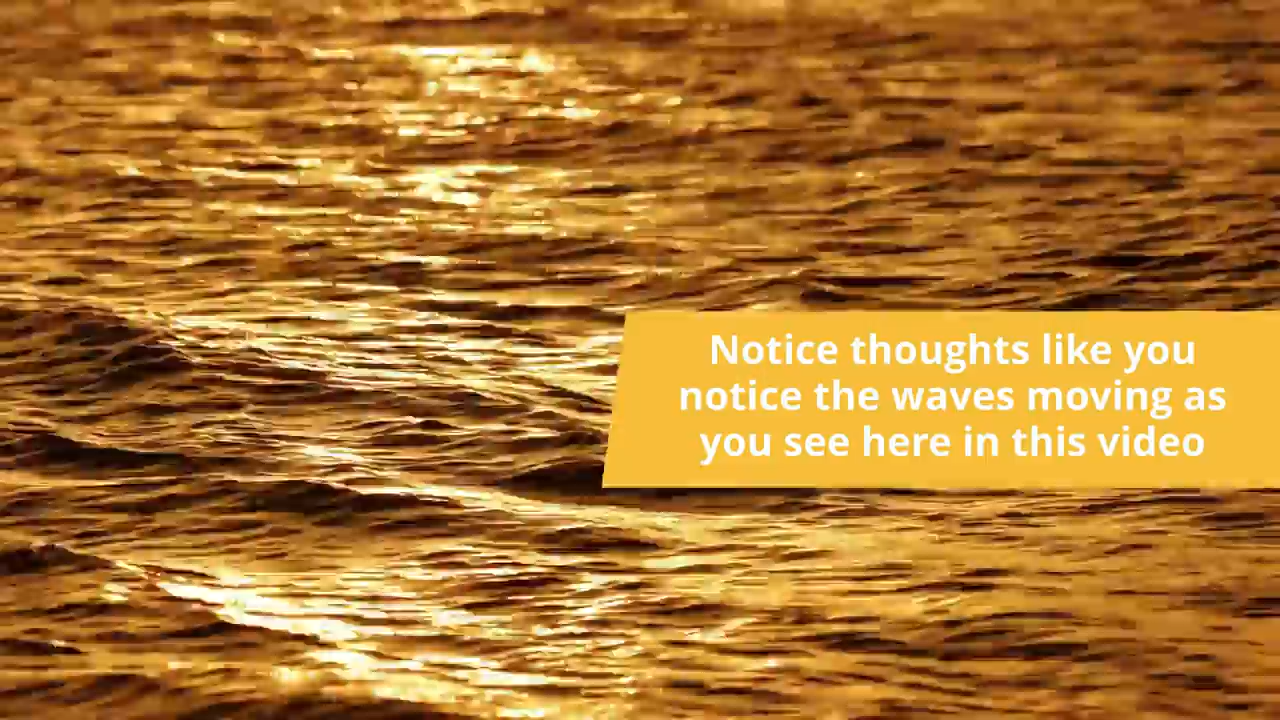 Notice thoughts like you
notice the waves moving as
you see here in this video